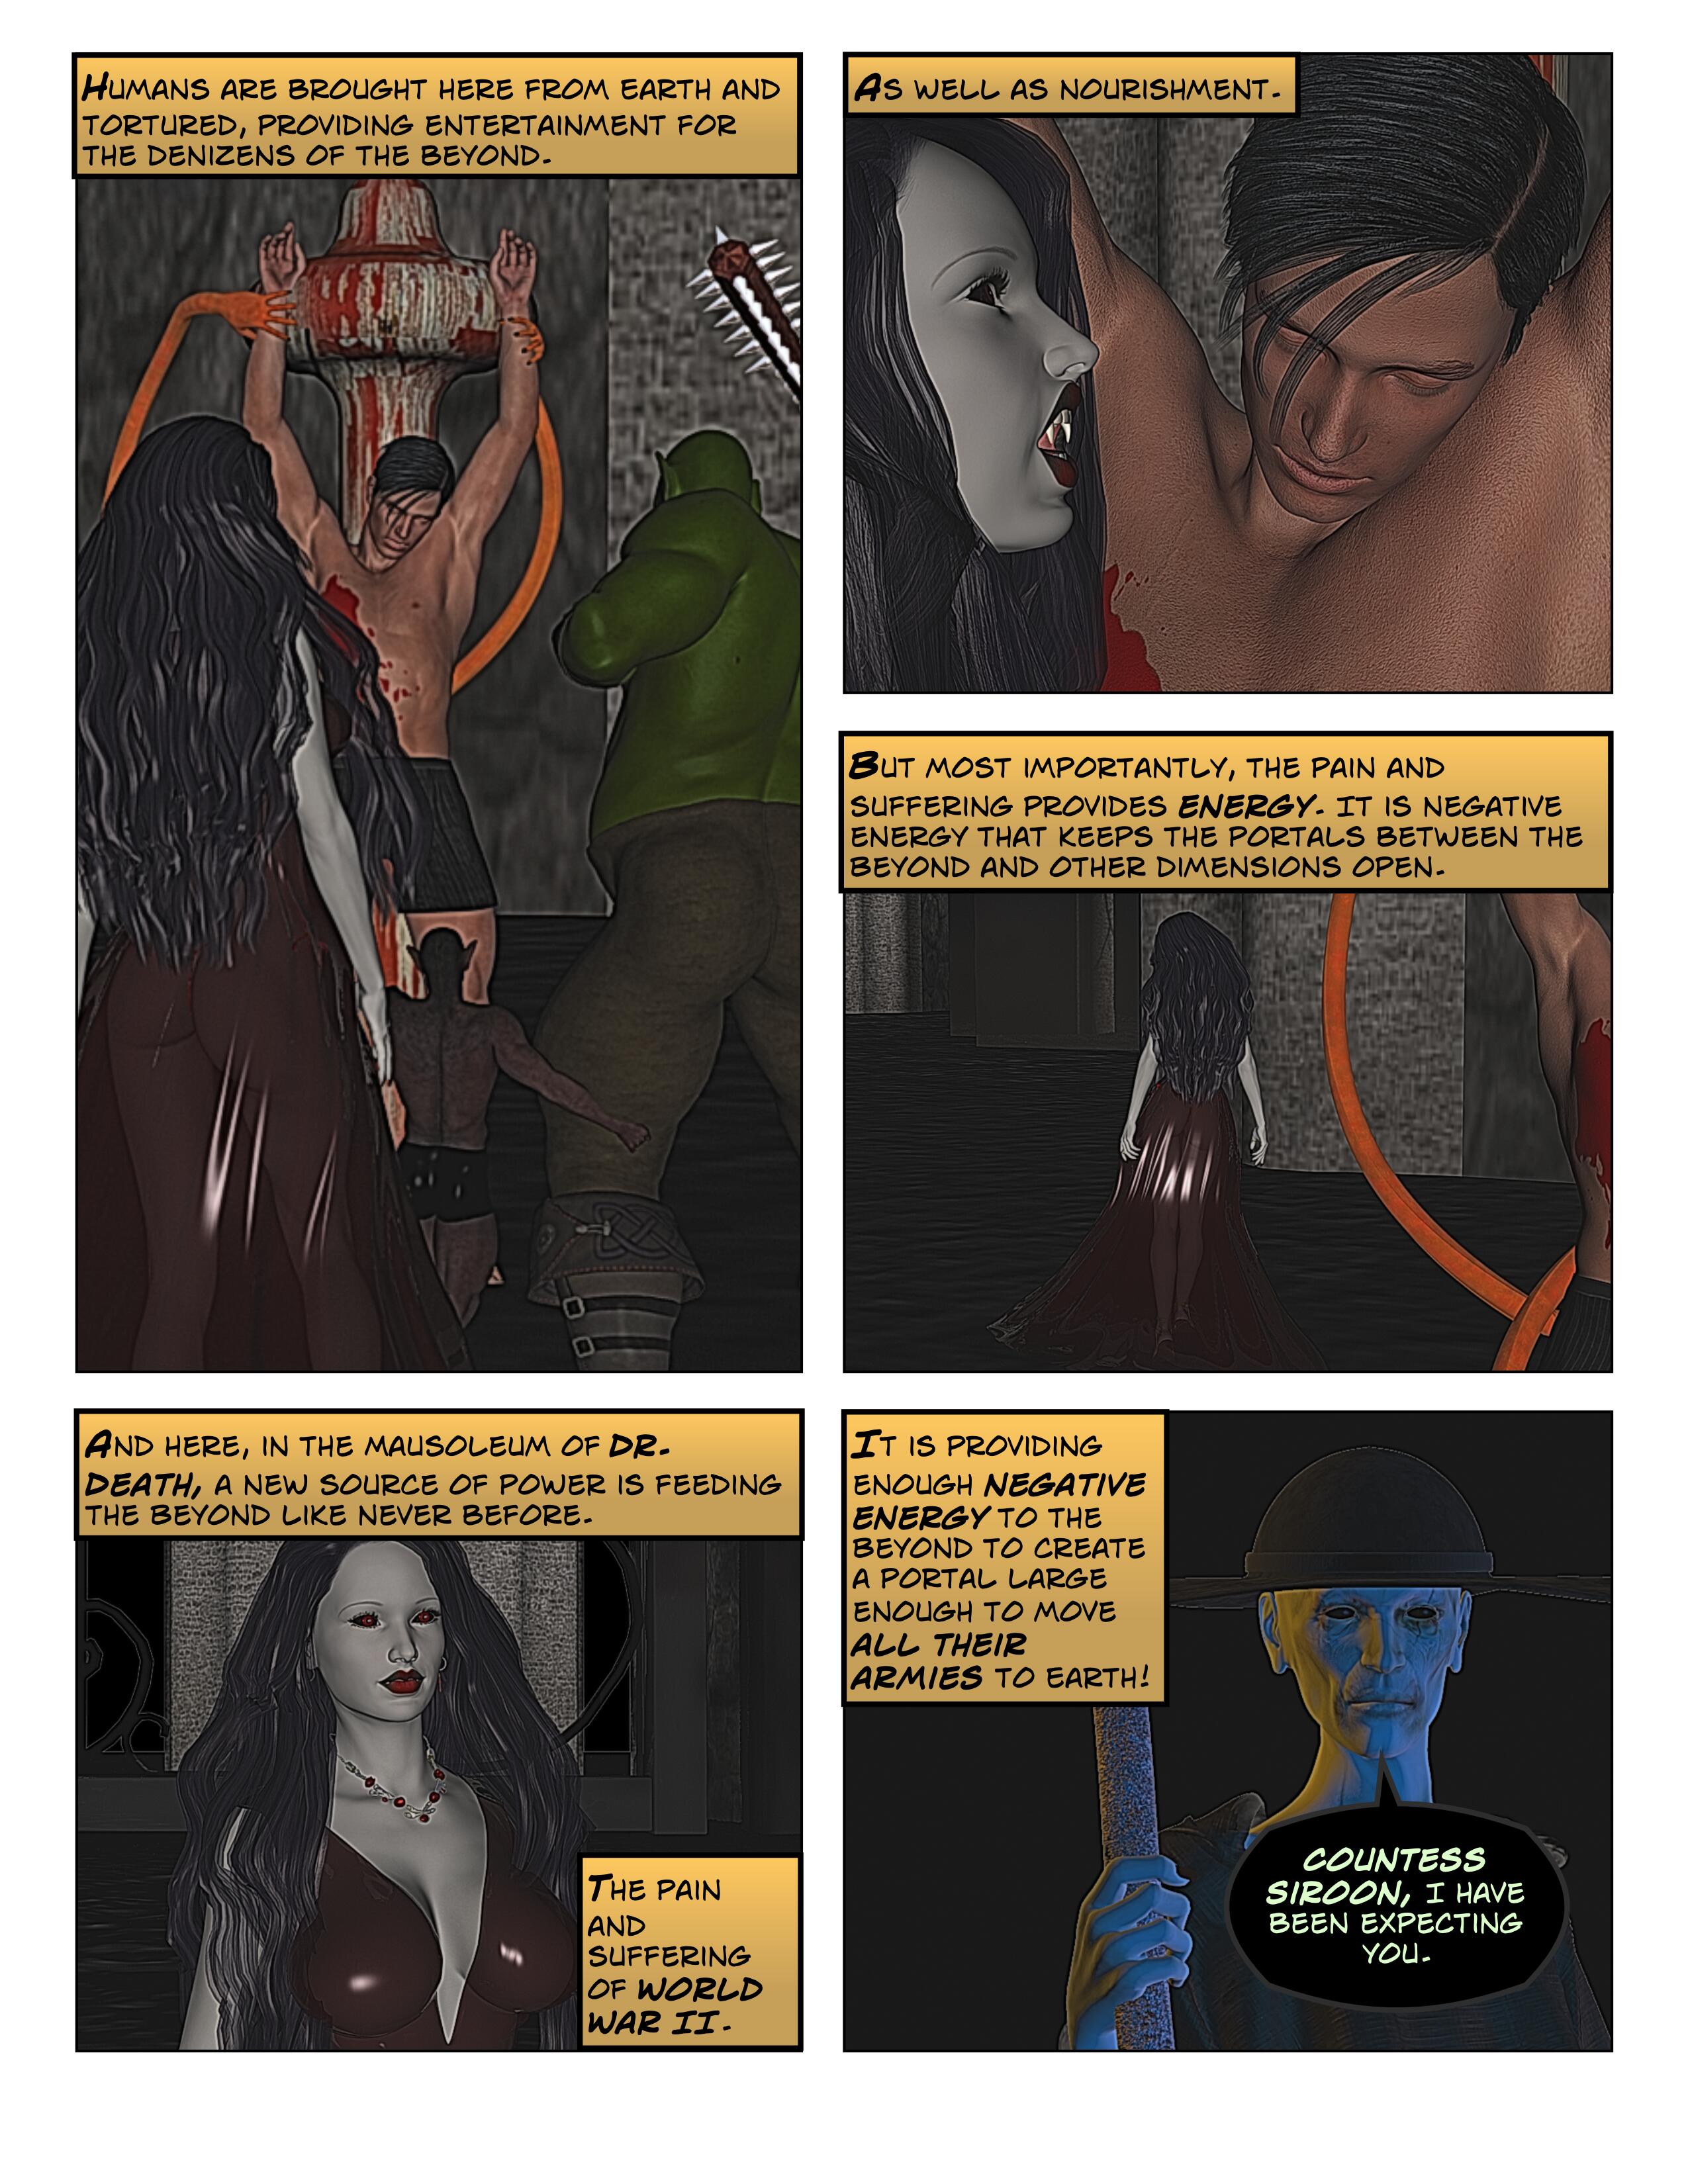 HUMANS ARE BROUGHT HERE FROM EARTH AND
TORTURED, PROVIDING ENTERTAINMENT FOR
THE DENIZENS OF THE BEYOND.
AS WELL AS NOURISHMENT.
BUT MOST IMPORTANTLY, THE PAIN AND
SUFFERING PROVIDES ENERGY. IT IS NEGATIVE
ENERGY THAT KEEPS THE PORTALS BETWEEN THE
BEYOND AND OTHER DIMENSIONS OPEN.
AND HERE, IN THE MAUSOLEUM OF DR.
DEATH, A NEW SOURCE OF POWER IS FEEDING
THE BEYOND LIKE NEVER BEFORE.
THE PAIN
AND
SUFFERING
OF WORLD
WAR II.
IT IS PROVIDING
ENOUGH NEGATIVE
ENERGY TO THE
BEYOND TO CREATE
A PORTAL LARGE
ENOUGH TO MOVE
ALL THEIR
ARMIES TO EARTH!
COUNTESS
SIROON, I HAVE
BEEN EXPECTING
YOU.